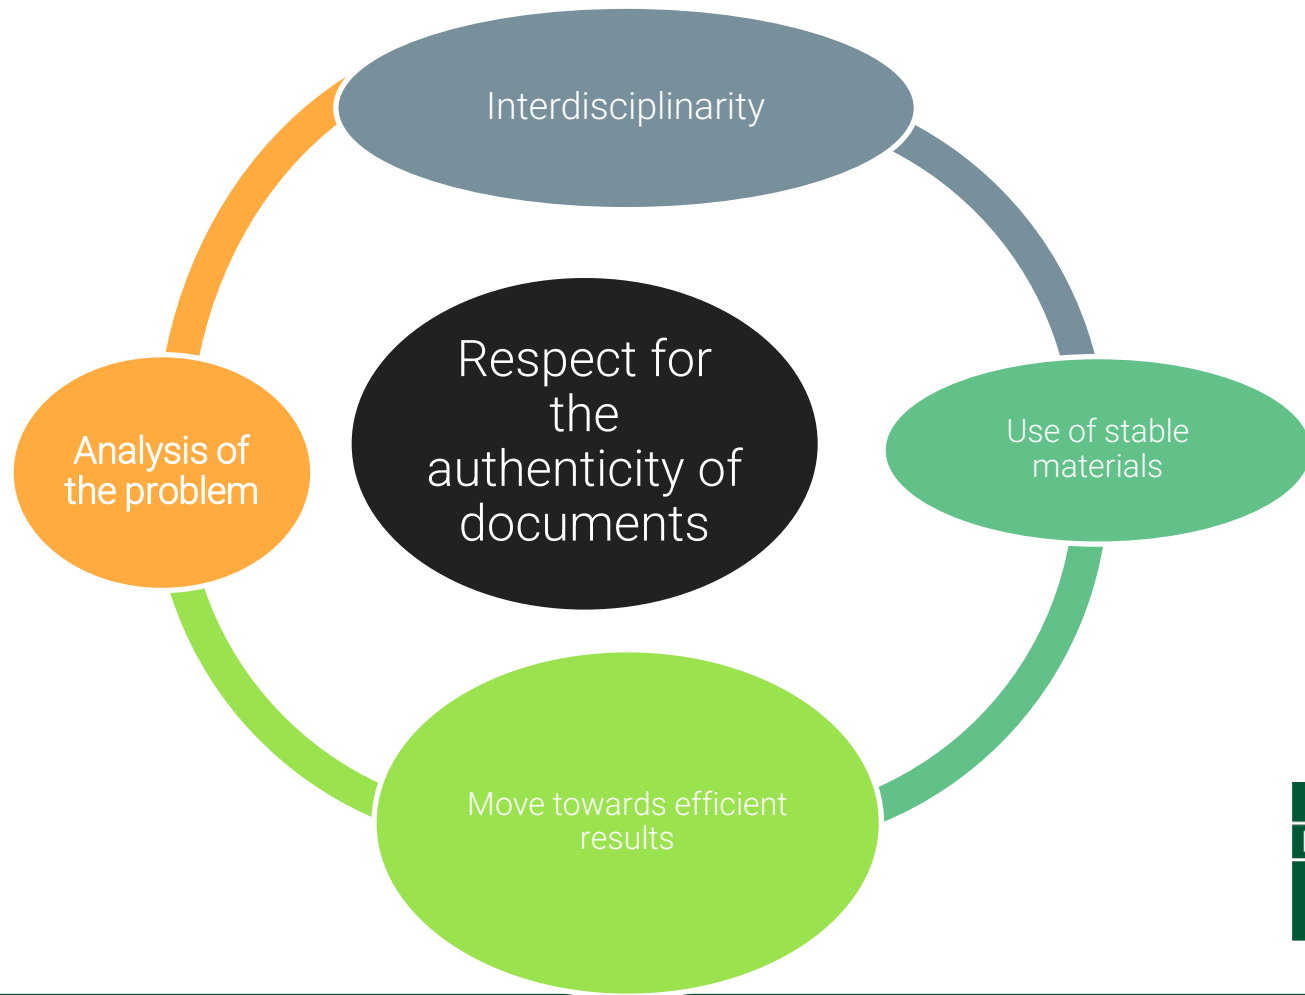 Interdisciplinarity
Respect for
the
authenticity of
documents
Use of stable
materials
Analysis of
the problem
Move towards efficient
results